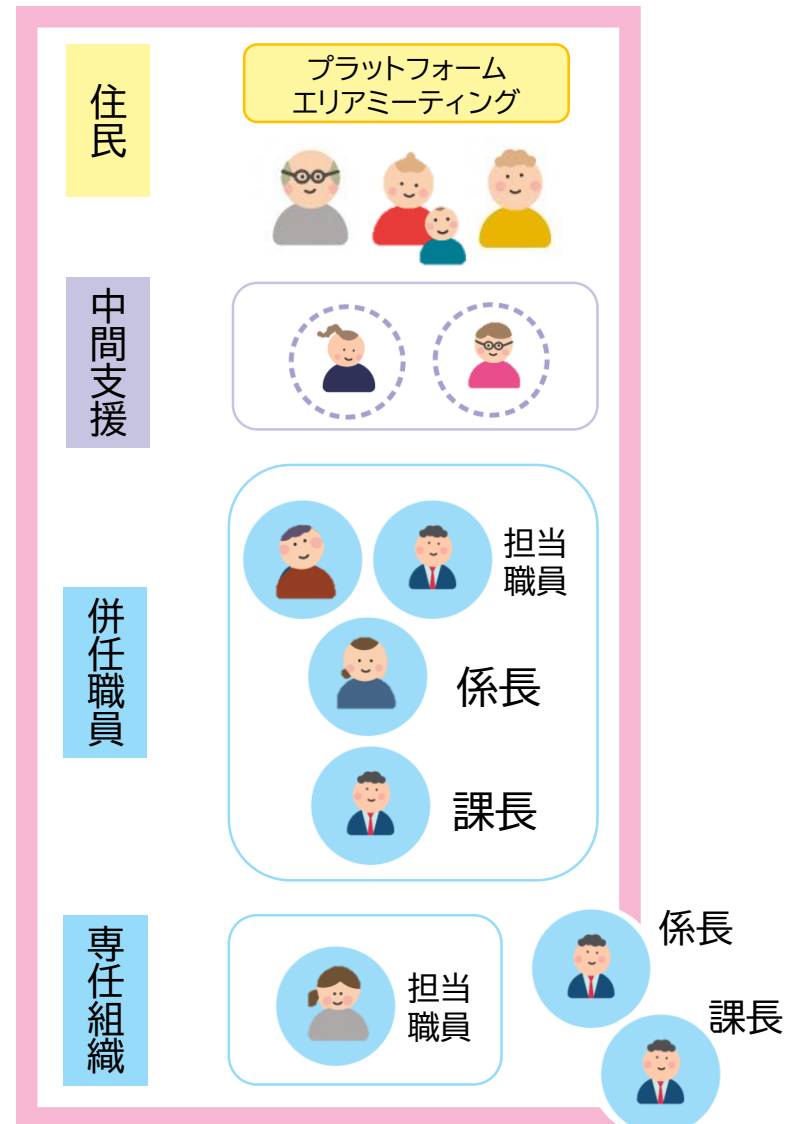 住民
プラットフォーム
エリアミーティング
中間支援
併任職員
担当
職員
係長
課長
専任組織
担当
職員
係長
課長